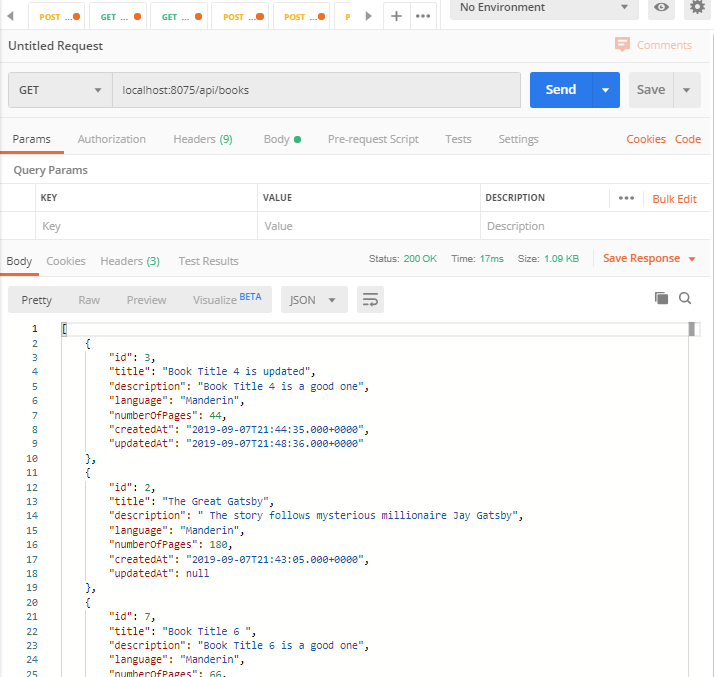 POST ... GET ... GET ... POST ... POST ... P + ••• No Environment
Untitled Request Comments
GET localhost:8075/api/books Send Save
Params Authorization Headers (9) Body Pre-request Script Tests Settings Cookies Code
Query Params
KEY VALUE DESCRIPTION ••• Bulk Edit
Key Value Description
Body Cookies Headers (3) Test Results Status: 200 OK Time: 17ms Size: 1.09 KB Save Response
Pretty Raw Preview Visualize BETA JSON
1 [
2 {
3 "id": 3,
4 "title": "Book Title 4 is updated",
5 "description": "Book Title 4 is a good one",
6 "language": "Manderin",
7 "numberOfPages": 44,
8 "createdAt": "2019-09-07T21:44:35.000+0000",
9 "updatedAt": "2019-09-07T21:48:36.000+0000"
10 },
11 {
12 "id": 2,
13 "title": "The Great Gatsby",
14 "description": " The story follows mysterious millionaire Jay Gatsby",
15 "language": "Manderin",
16 "numberOfPages": 180,
17 "createdAt": "2019-09-07T21:43:05.000+0000",
18 "updatedAt": null
19 },
20 {
21 "id": 7,
22 "title": "Book Title 6 ",
23 "description": "Book Title 6 is a good one",
24 "language": "Manderin",
25 "numberOfPages": 66,